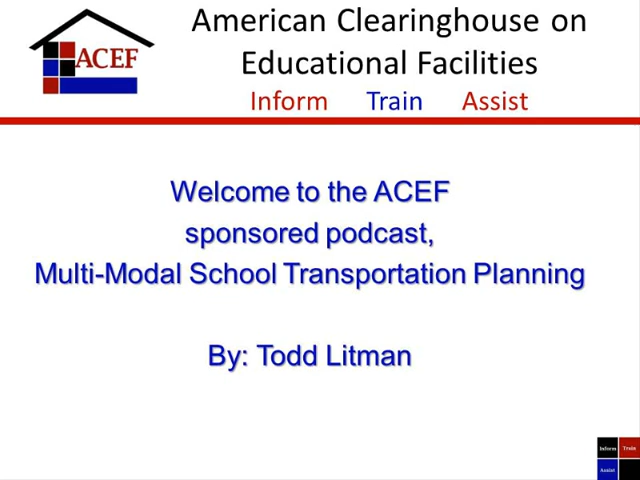 American Clearinghouse on
Educational Facilities
ACEF
Inform Train Assist
Welcome to the ACEF
sponsored podcast,
Multi-Modal School Transportation Planning
By: Todd Litman
Inform Train
Assist